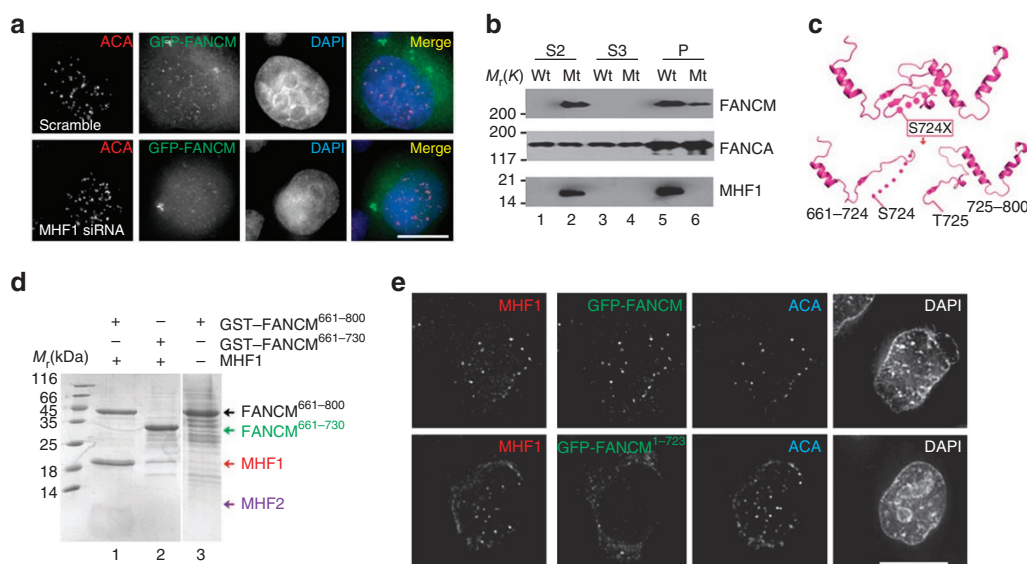 a
ACA GFP-FANCM DAPI Merge
Scramble
ACA GFP-FANCM DAPI Merge
MHF1 siRNA
b
S2 S3 P
Mr(K) Wt Mt Wt Mt Wt Mt
200 FANCM
200
117 FANCA
21
14 MHF1
1 2 3 4 5 6
c
S724X
661–724 S724 T725 725–800
d
+ – + GST–FANCM661–800
– + – GST–FANCM661–730
Mr(kDa) + + – MHF1
116
66
45 FANCM661–800
35 FANCM661–730
25
18 MHF1
14 MHF2
1 2 3
e
MHF1 GFP-FANCM ACA DAPI
MHF1 GFP-FANCM1–723 ACA DAPI